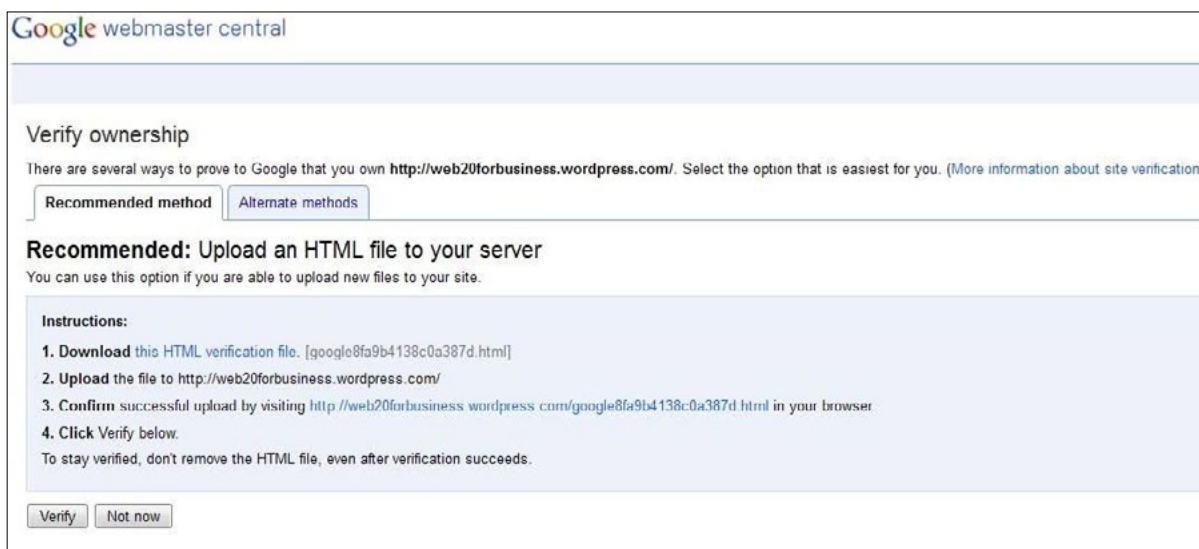 Google webmaster central
Verify ownership
There are several ways to prove to Google that you own http://web20forbusiness.wordpress.com/. Select the option that is easiest for you. (More information about site verification
Recommended method
Alternate methods
Recommended: Upload an HTML file to your server
You can use this option if you are able to upload new files to your site.
Instructions:
1. Download this HTML verification file. [google8fa9b4138c0a387d.html]
2. Upload the file to http://web20forbusiness.wordpress.com/
3. Confirm successful upload by visiting http://web20forbusiness.wordpress.com/google8fa9b4138c0a387d.html in your browser
4. Click Verify below.
To stay verified, don't remove the HTML file, even after verification succeeds.
Verify
Not now